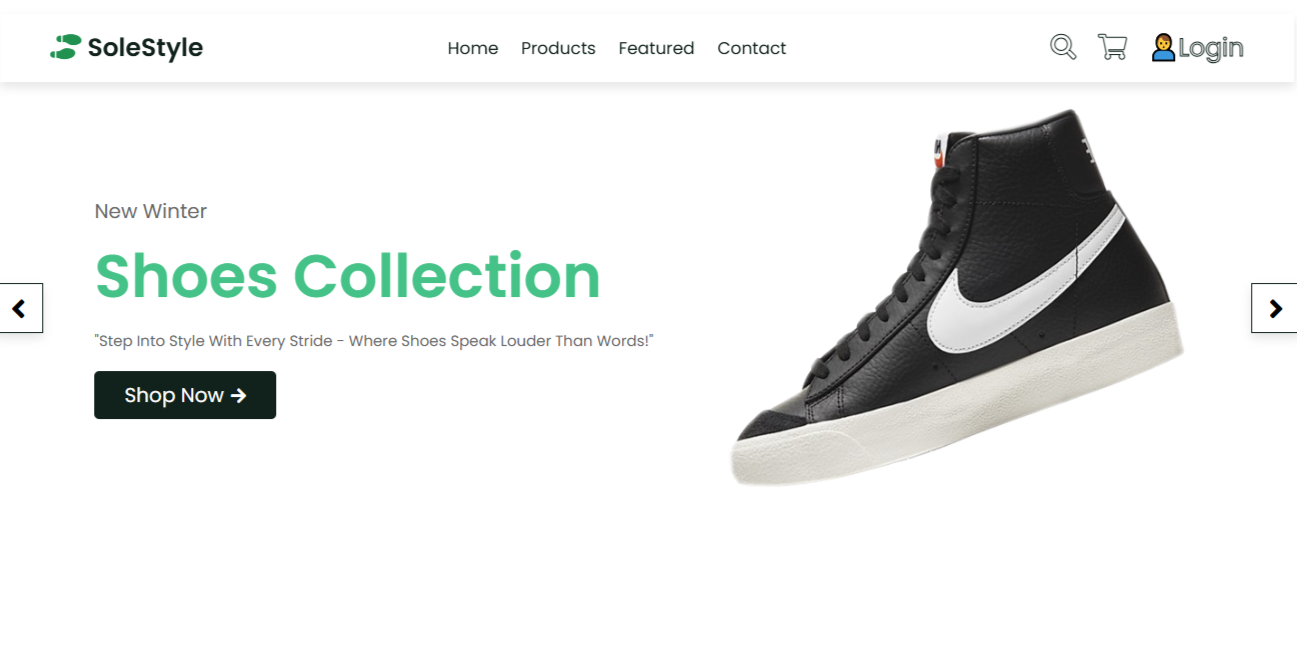 SoleStyle
Home Products Featured Contact
Login
New Winter
Shoes Collection
"Step Into Style With Every Stride - Where Shoes Speak Louder Than Words!"
Shop Now →